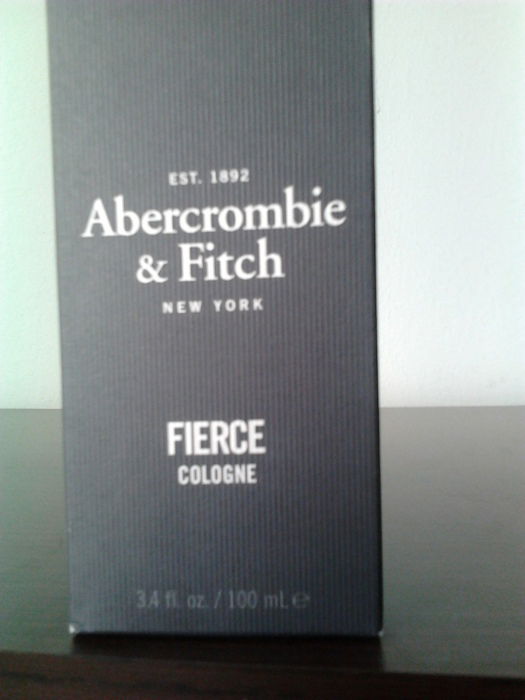 EST. 1892
Abercrombie
& Fitch
NEW YORK
FIERCE
COLOGNE
3.4 fl. oz. / 100 mL ℮